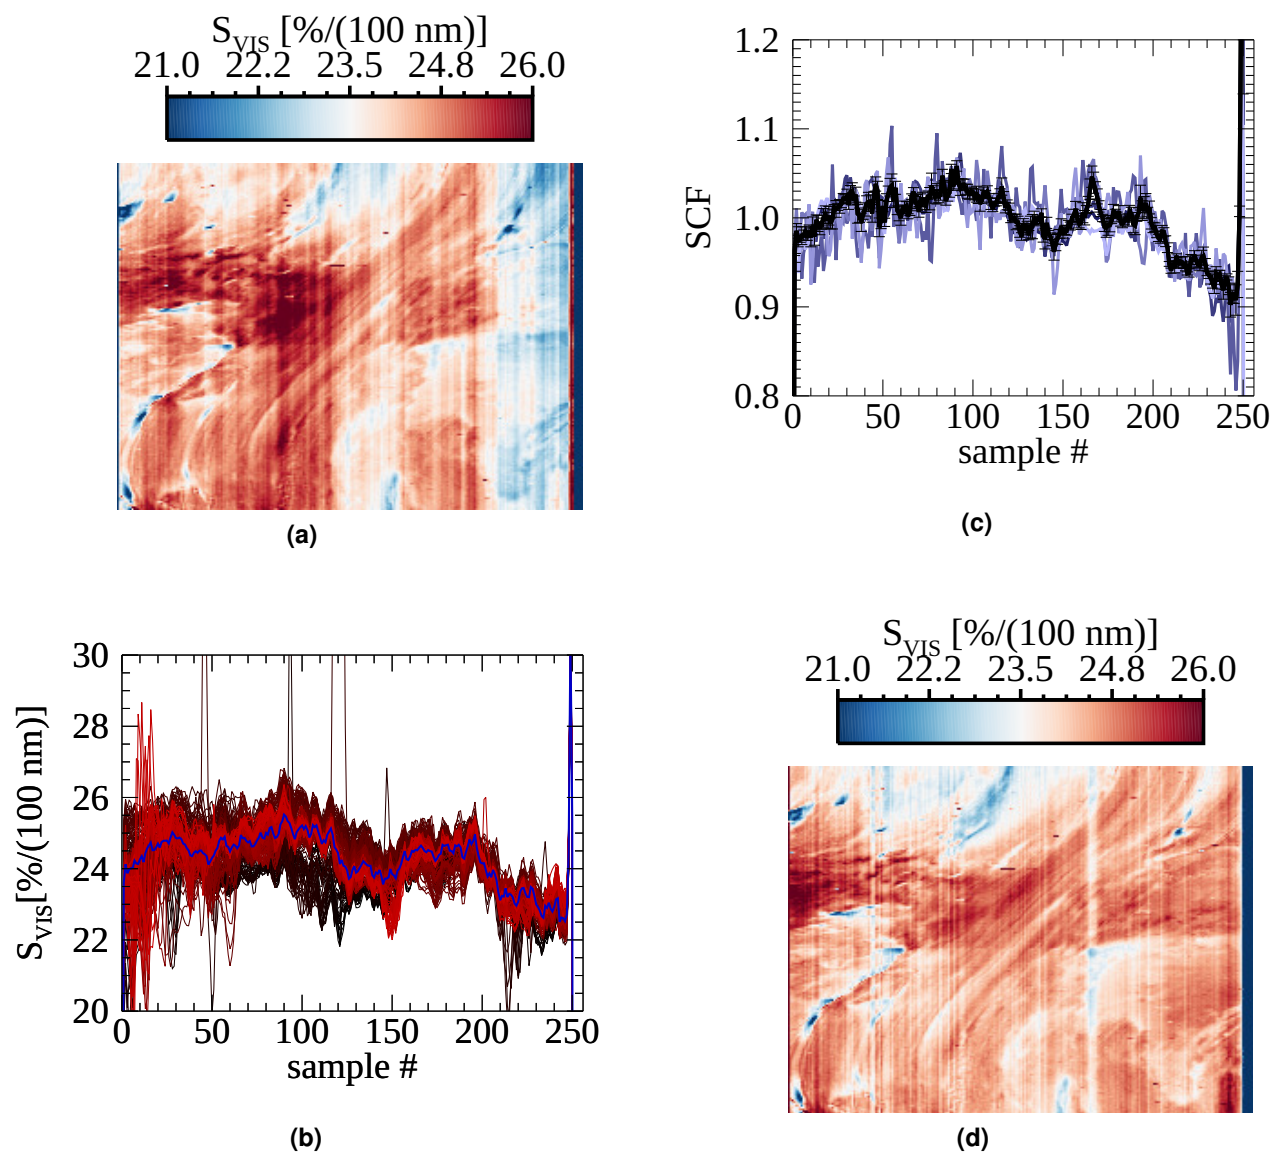 S_VIS [%/(100 nm)]
21.0 22.2 23.5 24.8 26.0
(a)
1.2
1.1
1.0
0.9
0.8
SCF
0 50 100 150 200 250
sample #
(c)
30
28
26
24
22
20
S_VIS[%/(100 nm)]
0 50 100 150 200 250
sample #
(b)
S_VIS [%/(100 nm)]
21.0 22.2 23.5 24.8 26.0
(d)